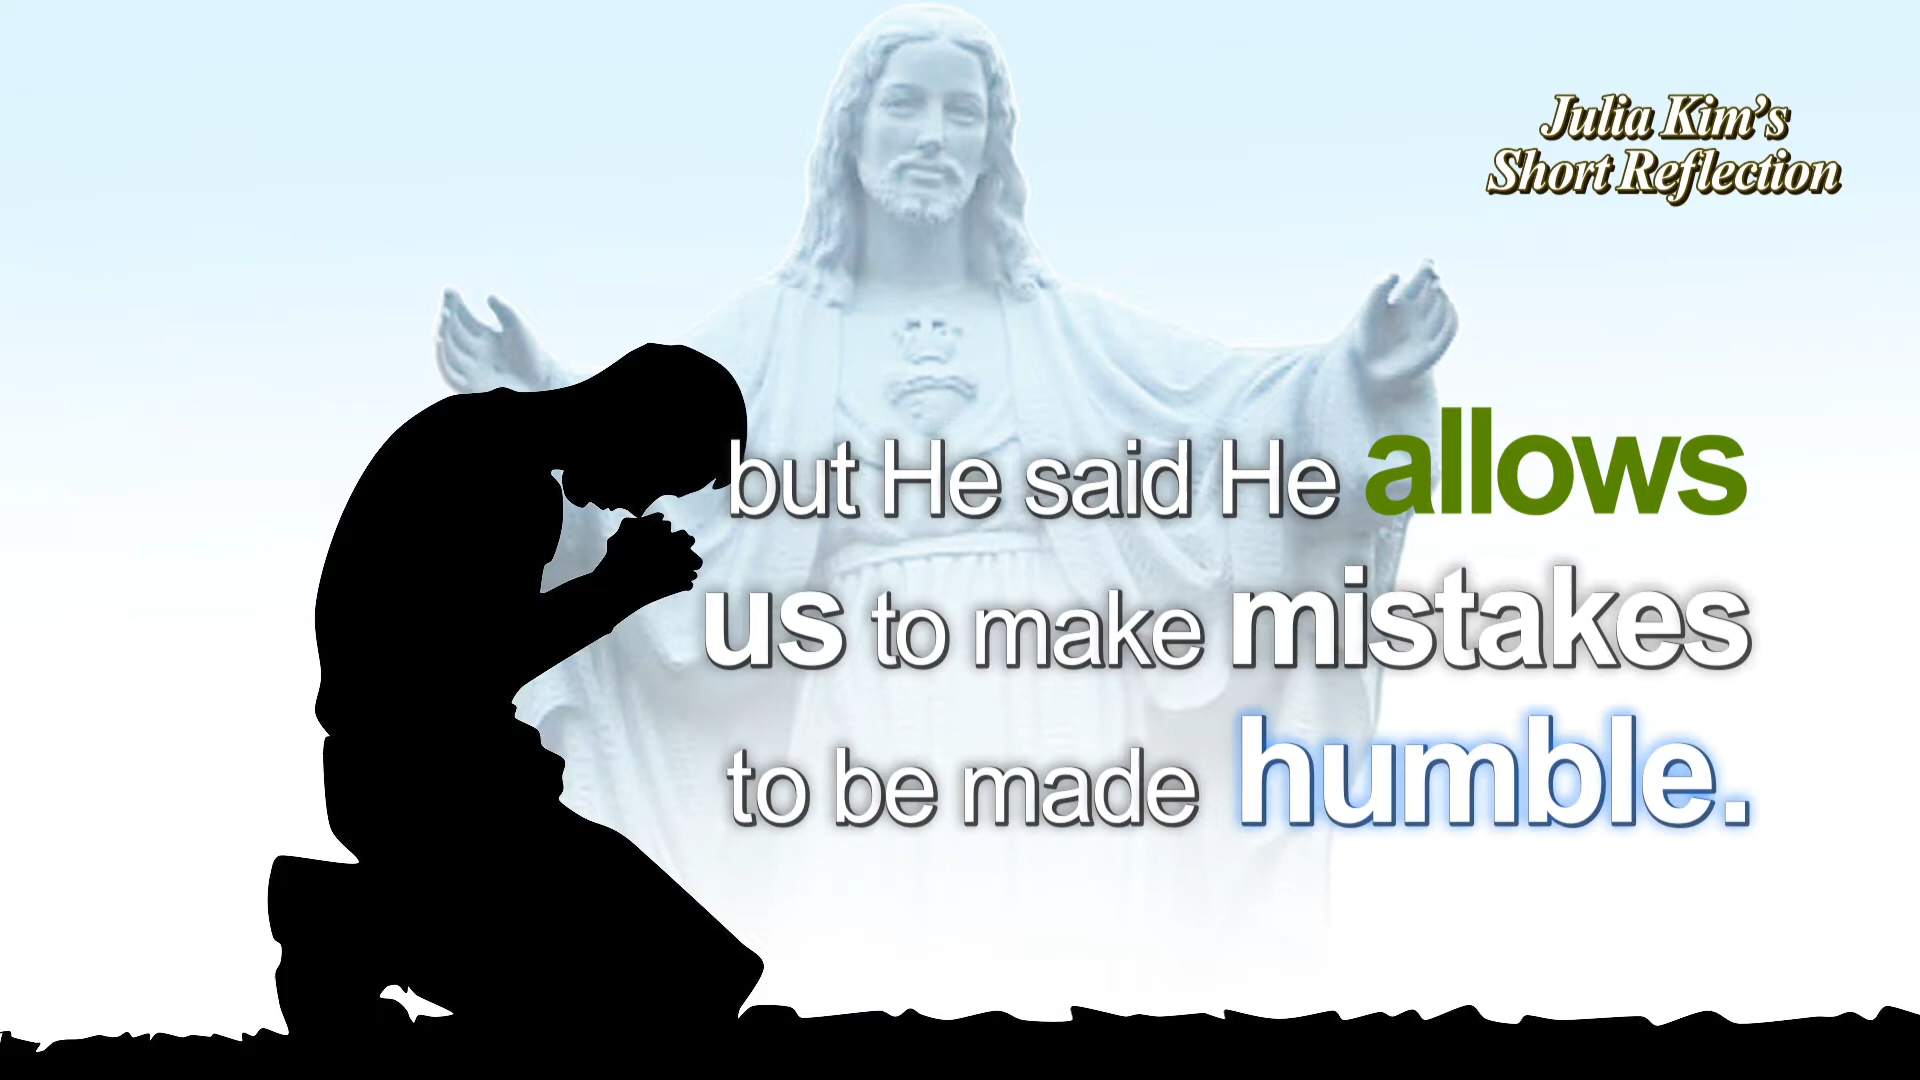 Julia Kim's
Short Reflection
but He said He allows
us to make mistakes
to be made humble.